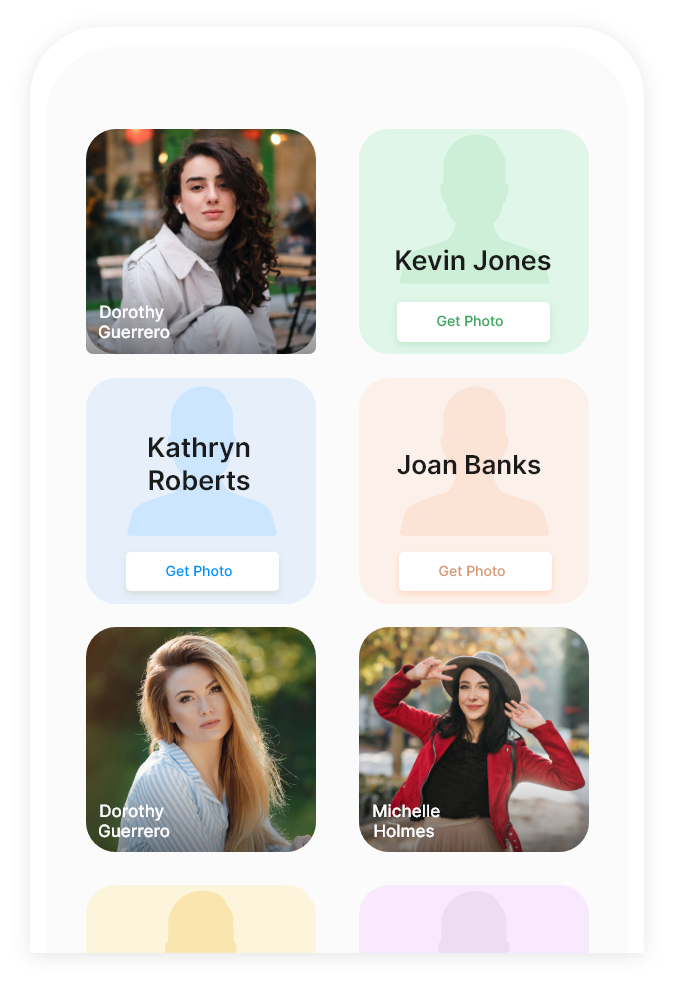 Dorothy
Guerrero
Kevin Jones
Get Photo
Kathryn
Roberts
Get Photo
Joan Banks
Get Photo
Dorothy
Guerrero
Michelle
Holmes